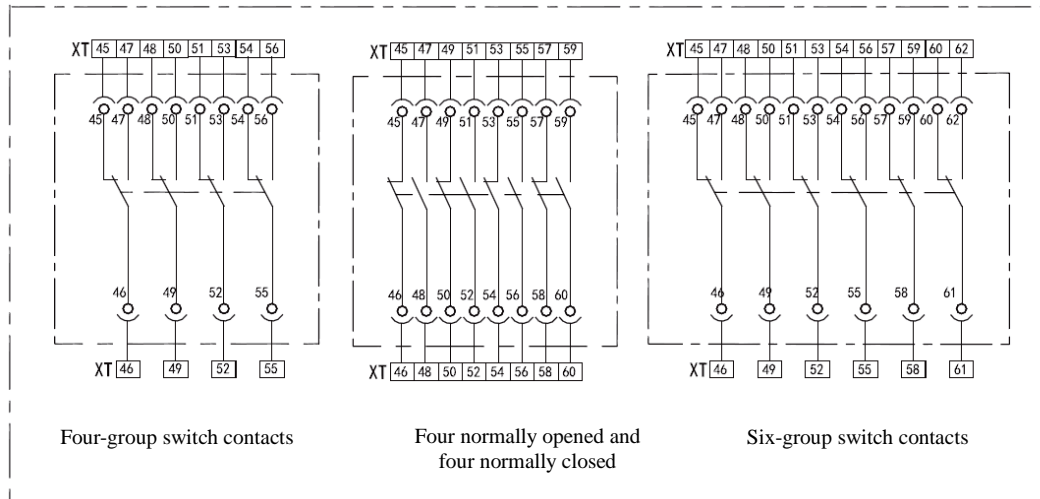 XT 45 47 48 50 51 53 54 56
45 47 48 50 51 53 54 56
46 49 52 55
XT 46 49 52 55
Four-group switch contacts
XT 45 47 49 51 53 55 57 59
45 47 49 51 53 55 57 59
46 48 50 52 54 56 58 60
XT 46 48 50 52 54 56 58 60
Four normally opened and
four normally closed
XT 45 47 48 50 51 53 54 56 57 59 60 62
45 47 48 50 51 53 54 56 57 59 60 62
46 49 52 55 58 61
XT 46 49 52 55 58 61
Six-group switch contacts